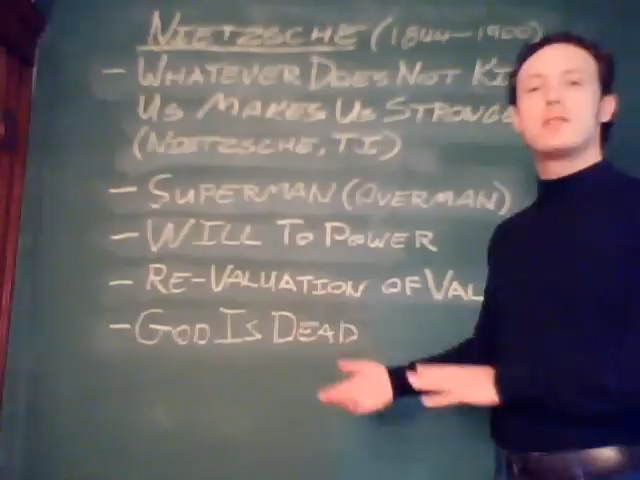 NIETZSCHE (1844-1900)
- WHATEVER DOES NOT
US MAKES US
(NIETZSCHE, TI)
- SUPERMAN (OVERMAN)
- WILL TO POWER
- RE-VALUATION OF
- GOD IS DEAD